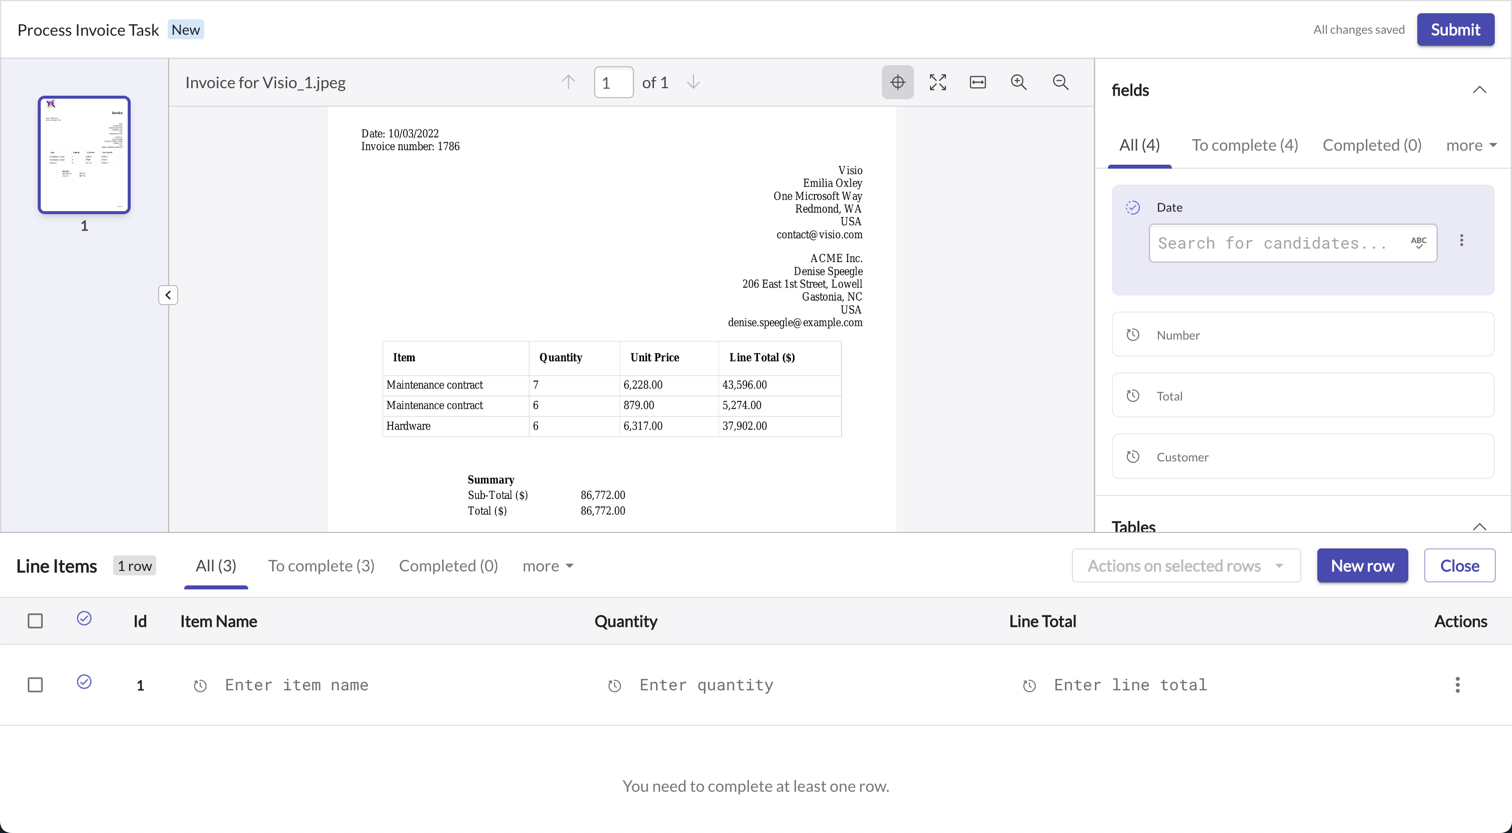 Process Invoice Task New
All changes saved Submit
Invoice for Visio_1.jpeg
1 of 1
1
Date: 10/03/2022
Invoice number: 1786
Visio
Emilia Oxley
One Microsoft Way
Redmond, WA
USA
contact@visio.com
ACME Inc.
Denise Speegle
206 East 1st Street, Lowell
Gastonia, NC
USA
denise.speegle@example.com
Item Quantity Unit Price Line Total ($)
Maintenance contract 7 6,228.00 43,596.00
Maintenance contract 6 879.00 5,274.00
Hardware 6 6,317.00 37,902.00
Summary
Sub-Total ($) 86,772.00
Total ($) 86,772.00
fields
All (4) To complete (4) Completed (0) more
Date
Search for candidates... ABC
Number
Total
Customer
Tables
Line Items 1 row All (3) To complete (3) Completed (0) more Actions on selected rows New row Close
Id Item Name Quantity Line Total Actions
1 Enter item name Enter quantity Enter line total
You need to complete at least one row.